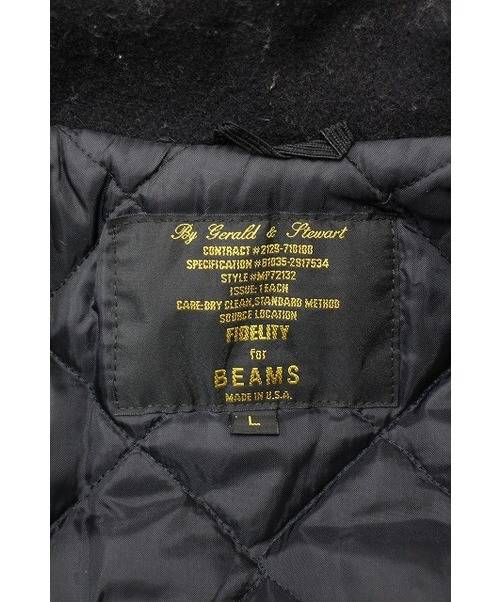 By Gerald & Stewart
CONTRACT #2129-710100
SPECIFICATION #81035-2917534
STYLE #MP72132
ISSUE:1 EACH
CARE:DRY CLEAN,STANDARD METHOD
SOURCE LOCATION
FIDELITY
for
BEAMS
MADE IN U.S.A.
L